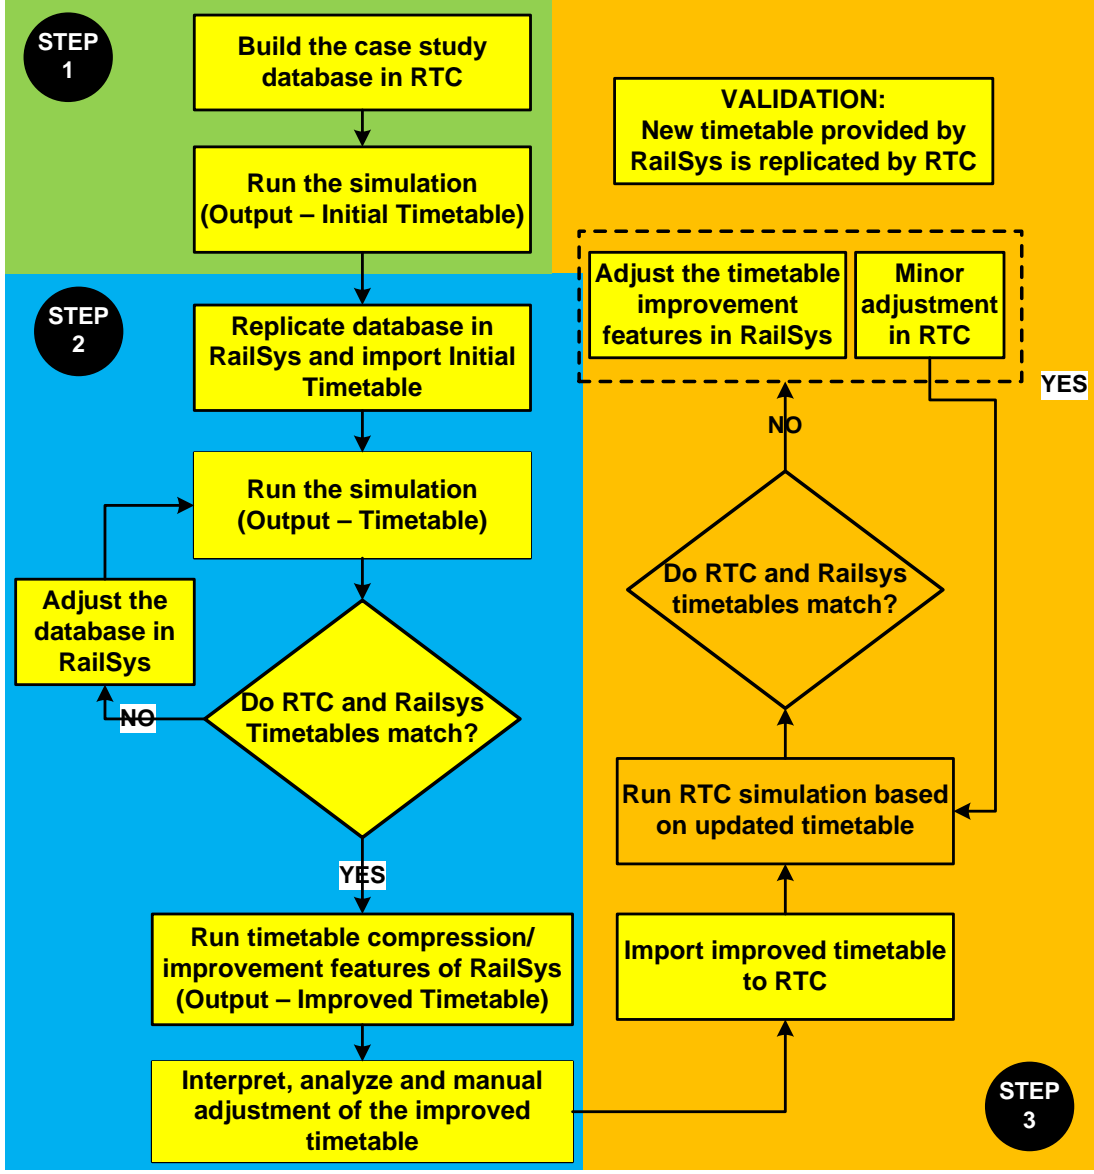 STEP
1
Build the case study
database in RTC
Run the simulation
(Output – Initial Timetable)
STEP
2
Replicate database in
RailSys and import Initial
Timetable
Run the simulation
(Output – Timetable)
Adjust the
database in
RailSys
NO
Do RTC and Railsys
Timetables match?
YES
Run timetable compression/
improvement features of RailSys
(Output – Improved Timetable)
Interpret, analyze and manual
adjustment of the improved
timetable
VALIDATION:
New timetable provided by
RailSys is replicated by RTC
Adjust the timetable
improvement
features in RailSys
Minor
adjustment
in RTC
YES
NO
Do RTC and Railsys
timetables match?
Run RTC simulation based
on updated timetable
Import improved timetable
to RTC
STEP
3